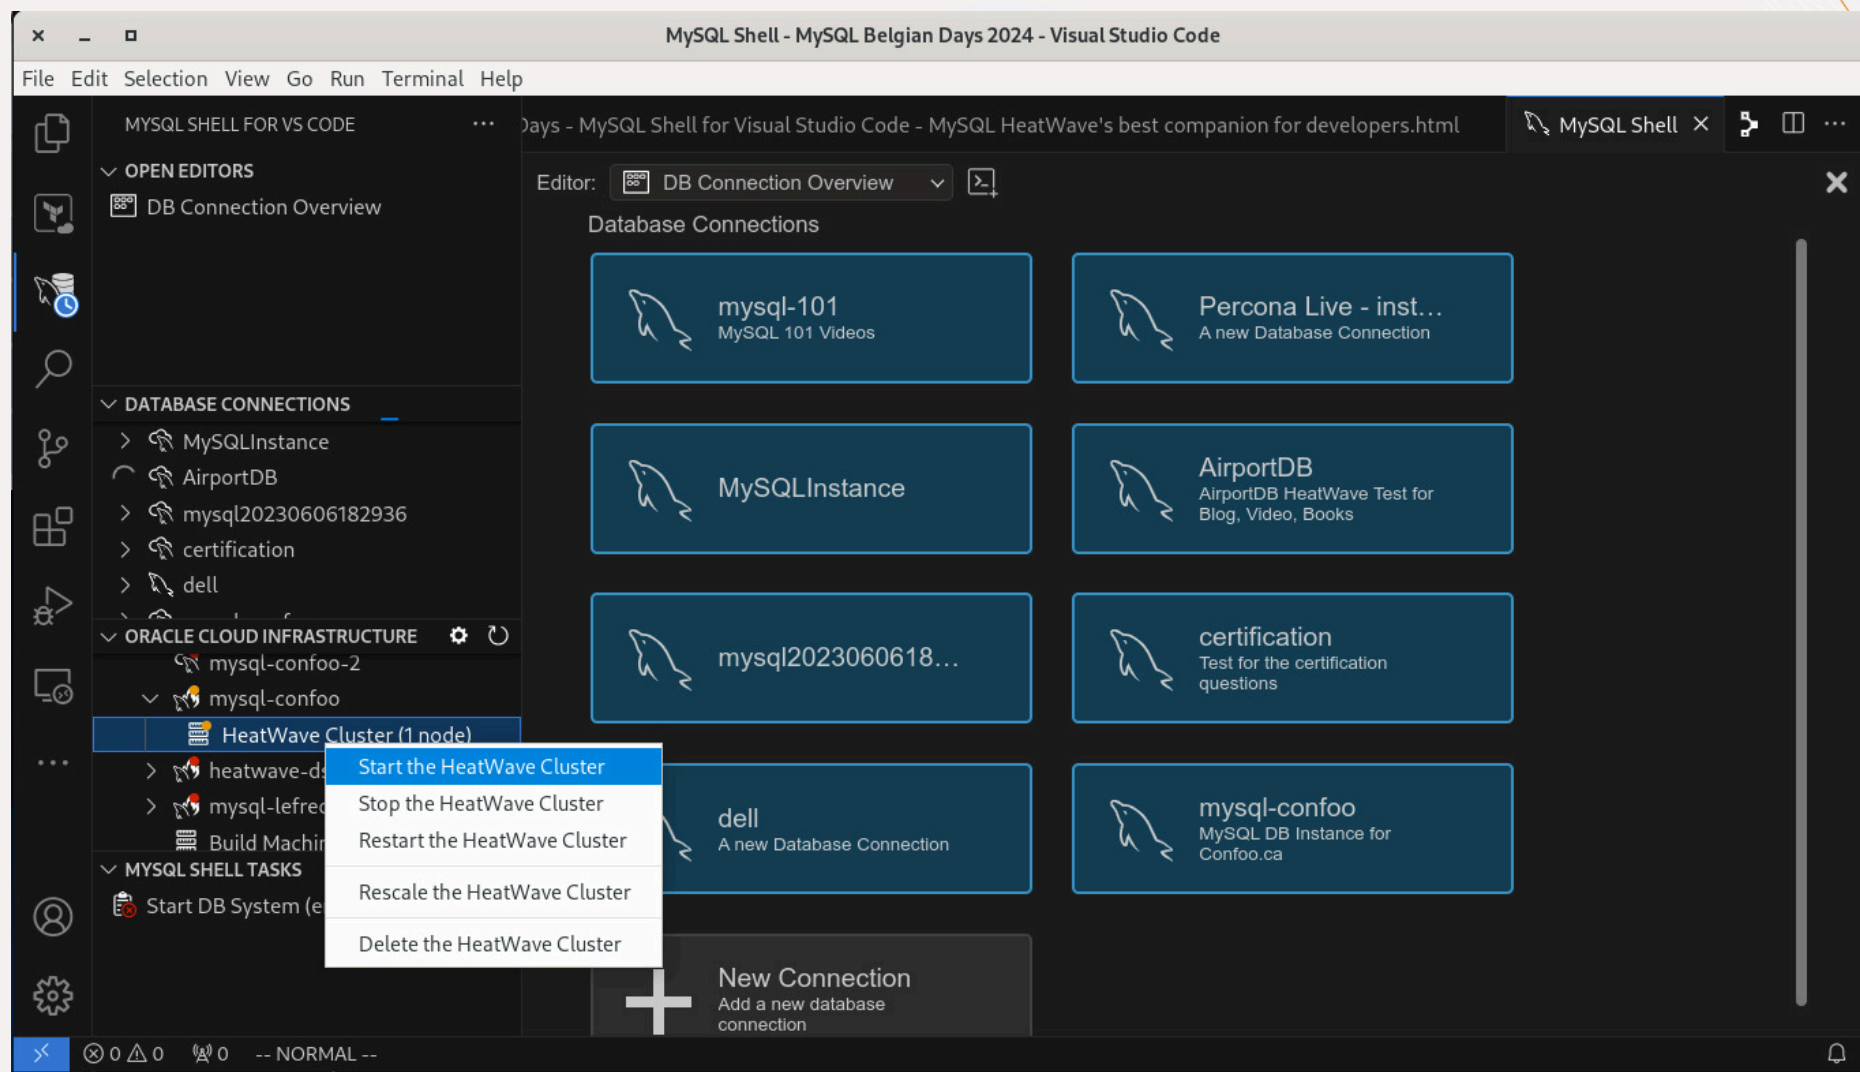 MySQL Shell - MySQL Belgian Days 2024 - Visual Studio Code
File Edit Selection View Go Run Terminal Help
MYSQL SHELL FOR VS CODE
Days - MySQL Shell for Visual Studio Code - MySQL HeatWave's best companion for developers.html
MySQL Shell
OPEN EDITORS
DB Connection Overview
Editor: DB Connection Overview
Database Connections
mysql-101
MySQL 101 Videos
Percona Live - inst...
A new Database Connection
MySQLInstance
AirportDB
AirportDB HeatWave Test for
Blog, Video, Books
mysql2023060618...
certification
Test for the certification
questions
dell
A new Database Connection
mysql-confoo
MySQL DB Instance for
Confoo.ca
New Connection
Add a new database
connection
DATABASE CONNECTIONS
MySQLInstance
AirportDB
mysql20230606182936
certification
dell
ORACLE CLOUD INFRASTRUCTURE
mysql-confoo-2
mysql-confoo
HeatWave Cluster (1 node)
heatwave-d
mysql-lefred
Build Machin
Start the HeatWave Cluster
Stop the HeatWave Cluster
Restart the HeatWave Cluster
Rescale the HeatWave Cluster
Delete the HeatWave Cluster
MYSQL SHELL TASKS
Start DB System (e
0 0 0 -- NORMAL --